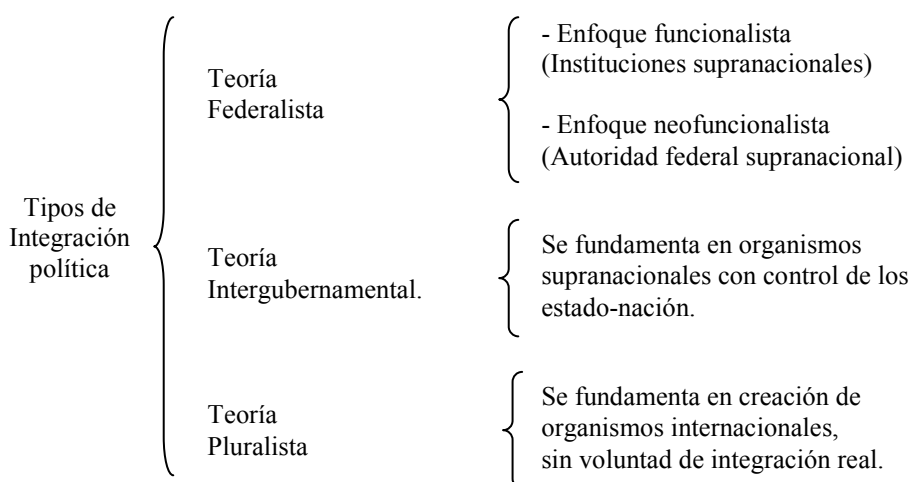 Tipos de
Integración
política
Teoría
Federalista
- Enfoque funcionalista
(Instituciones supranacionales)
- Enfoque neofuncionalista
(Autoridad federal supranacional)
Teoría
Intergubernamental.
Se fundamenta en organismos
supranacionales con control de los
estado-nación.
Teoría
Pluralista
Se fundamenta en creación de
organismos internacionales,
sin voluntad de integración real.